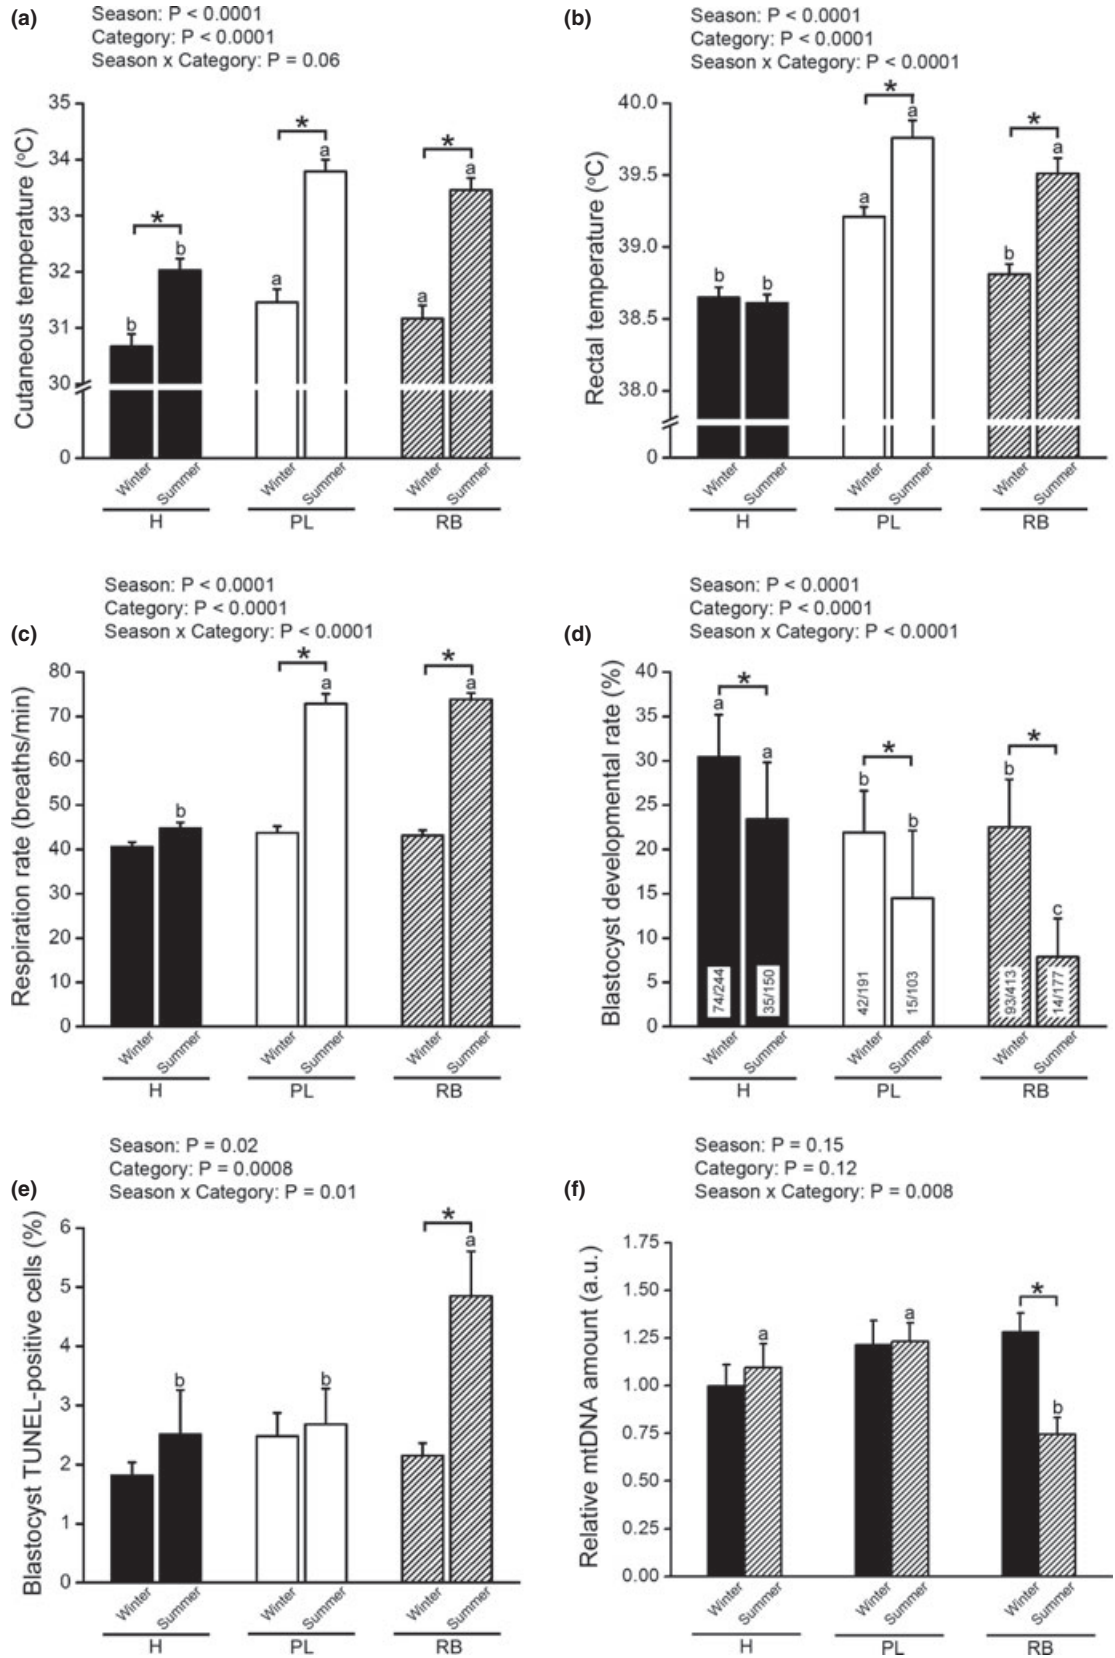 (a)
Season: P < 0.0001
Category: P < 0.0001
Season x Category: P = 0.06
Cutaneous temperature (°C)
35
34
33
32
31
30
0
* * *
b b a a a a
Winter Summer Winter Summer Winter Summer
H PL RB
(b)
Season: P < 0.0001
Category: P < 0.0001
Season x Category: P < 0.0001
Rectal temperature (°C)
40.0
39.5
39.0
38.5
38.0
0
* *
b b a a b a
Winter Summer Winter Summer Winter Summer
H PL RB
(c)
Season: P < 0.0001
Category: P < 0.0001
Season x Category: P < 0.0001
Respiration rate (breaths/min)
80
70
60
50
40
30
20
10
0
* *
b a a
Winter Summer Winter Summer Winter Summer
H PL RB
(d)
Season: P < 0.0001
Category: P < 0.0001
Season x Category: P < 0.0001
Blastocyst developmental rate (%)
40
35
30
25
20
15
10
5
0
* * *
a a b b b c
74/244 35/150 42/191 15/103 93/413 14/177
Winter Summer Winter Summer Winter Summer
H PL RB
(e)
Season: P = 0.02
Category: P = 0.0008
Season x Category: P = 0.01
Blastocyst TUNEL-positive cells (%)
6
5
4
3
2
1
0
*
b b a
Winter Summer Winter Summer Winter Summer
H PL RB
(f)
Season: P = 0.15
Category: P = 0.12
Season x Category: P = 0.008
Relative mtDNA amount (a.u.)
1.75
1.50
1.25
1.00
0.75
0.50
0.25
0.00
*
a a b
Winter Summer Winter Summer Winter Summer
H PL RB